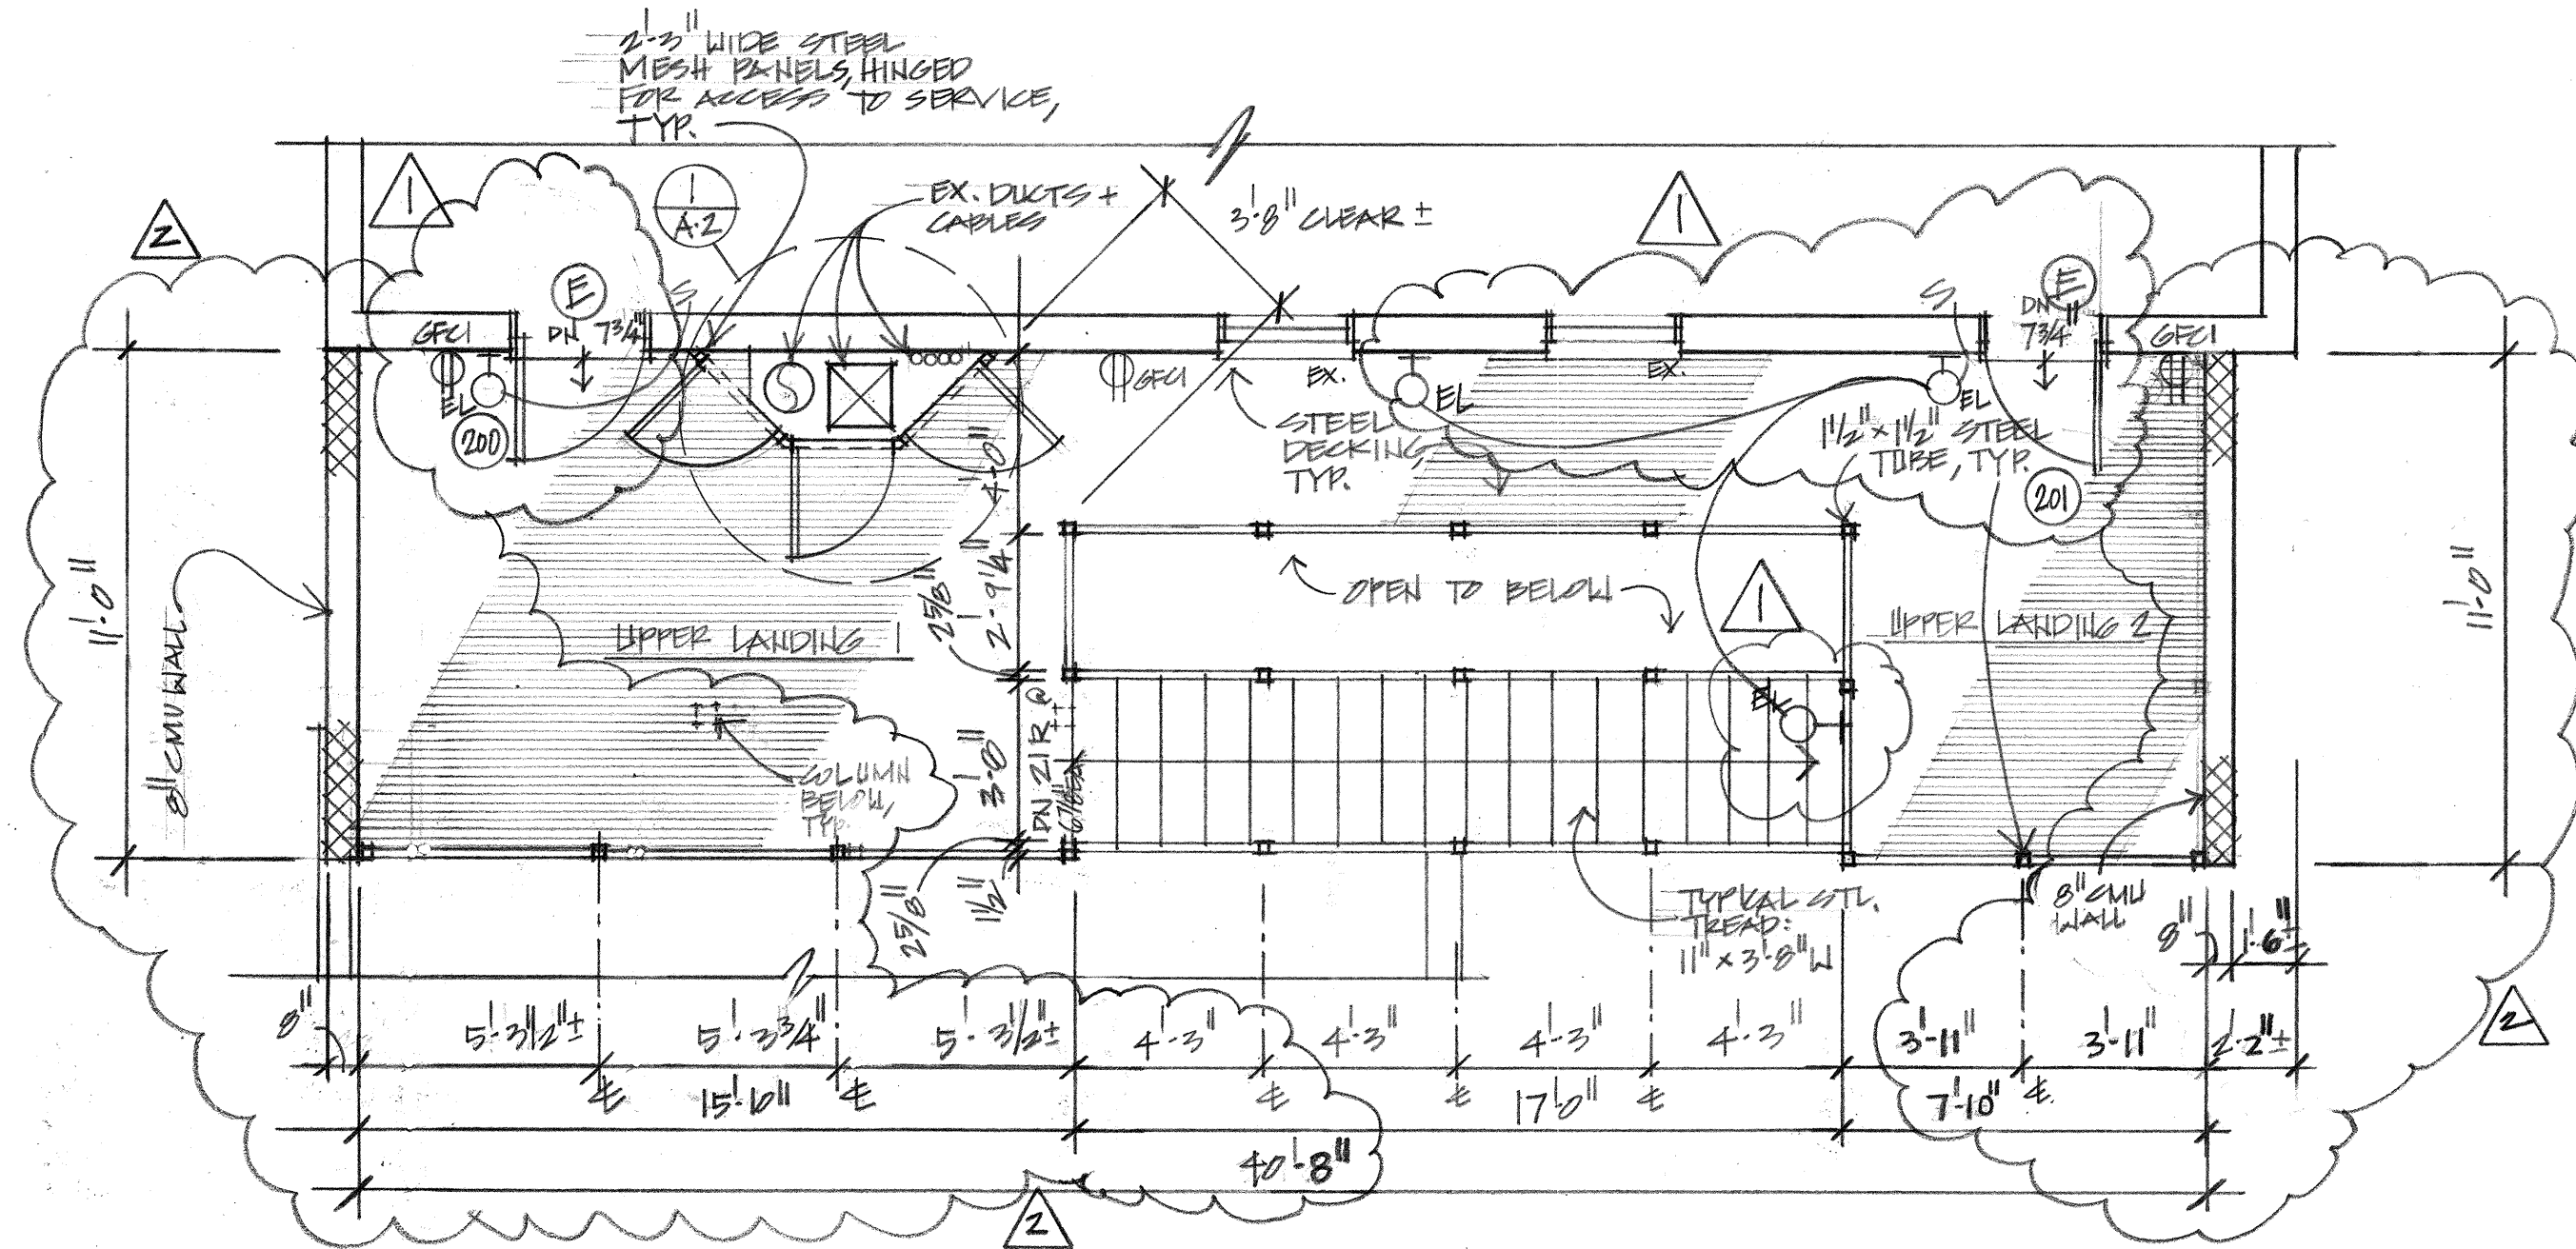 2'-3" WIDE STEEL
MESH PANELS, HINGED
FOR ACCESS TO SERVICE,
TYP.
1
1
A.2
EX. DUCTS +
CABLES
3'-8" CLEAR ±
1
2
E
S
GFCI
DN 7 3/4"
EL
200
GFCI
EX.
STEEL
DECKING,
TYP.
EL
EX.
S
E
DN
7 3/4"
GFCI
EL
1 1/2" x 1 1/2" STEEL
TUBE, TYP.
201
4'-0"
2'-9 1/4"
2 5/8"
11'-0"
8" CMU WALL
UPPER LANDING 1
OPEN TO BELOW
1
UPPER LANDING 2
11'-0"
COLUMN
BELOW,
TYP.
3'-0"
DN 21 R @
EL
2 5/8"
1 1/2"
TYPICAL STL.
TREAD:
11" x 3'-8" W
8" CMU
WALL
8"
1'-6"±
8"
5'-3 1/2"±
5'-3 3/4"
5'-3 1/2"±
4'-3"
4'-3"
4'-3"
4'-3"
3'-11"
3'-11"
2'-2"±
2
15'-10"
17'-0"
7'-10"
40'-8"
2